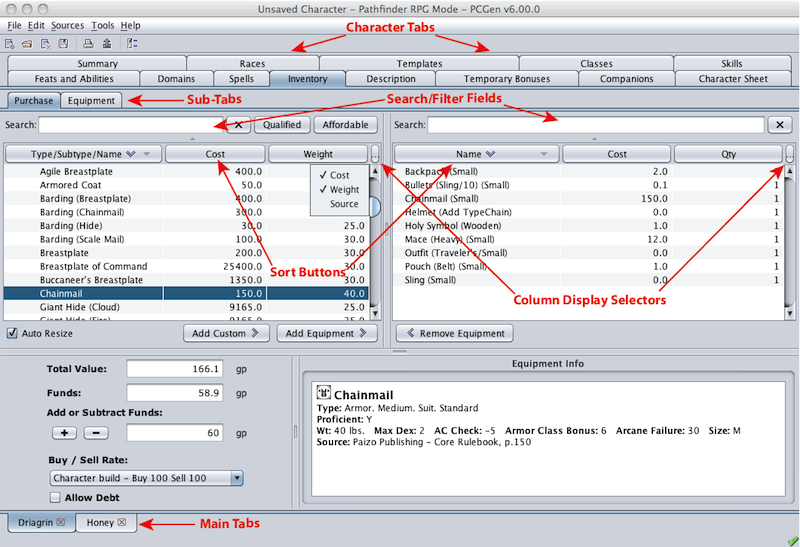 Unsaved Character - Pathfinder RPG Mode - PCGen v6.00.0
File Edit Sources Tools Help
Character Tabs
Summary Races Templates Classes Skills
Feats and Abilities Domains Spells Inventory Description Temporary Bonuses Companions Character Sheet
Purchase Equipment Sub-Tabs Search/Filter Fields
Search: Qualified Affordable Search:
Type/Subtype/Name Cost Weight ... Name Cost Qty ...
Agile Breastplate 400.0 Cost Backpack (Small) 2.0 1
Armored Coat 50.0 Weight Bullets (Sling/10) (Small) 0.1 1
Barding (Breastplate) 400.0 Source Chainmail (Small) 150.0 1
Barding (Chainmail) 300.0 Helmet (Add TypeChain) 0.0 1
Barding (Hide) 30.0 25.0 Holy Symbol (Wooden) 1.0 1
Barding (Scale Mail) 100.0 30.0 Mace (Heavy) (Small) 12.0 1
Breastplate 200.0 30.0 Outfit (Traveler's/Small) 0.0 1
Breastplate of Command 25400.0 30.0 Pouch (Belt) (Small) 1.0 1
Sort Buttons
Buccaneer's Breastplate 1350.0 30.0 Sling (Small) 0.0 1
Chainmail 150.0 40.0
Column Display Selectors
Giant Hide (Cloud) 9165.0 25.0
Giant Hide (Fire) 9165.0 25.0
Auto Resize Add Custom Add Equipment Remove Equipment
Total Value: 166.1 gp
Funds: 58.9 gp
Add or Subtract Funds:
+ - 60 gp
Buy / Sell Rate:
Character build - Buy 100 Sell 100
Allow Debt
Equipment Info
Chainmail
Type: Armor. Medium. Suit. Standard
Proficient: Y
Wt: 40 lbs. Max Dex: 2 AC Check: -5 Armor Class Bonus: 6 Arcane Failure: 30 Size: M
Source: Paizo Publishing - Core Rulebook, p.150
Driagrin Honey Main Tabs